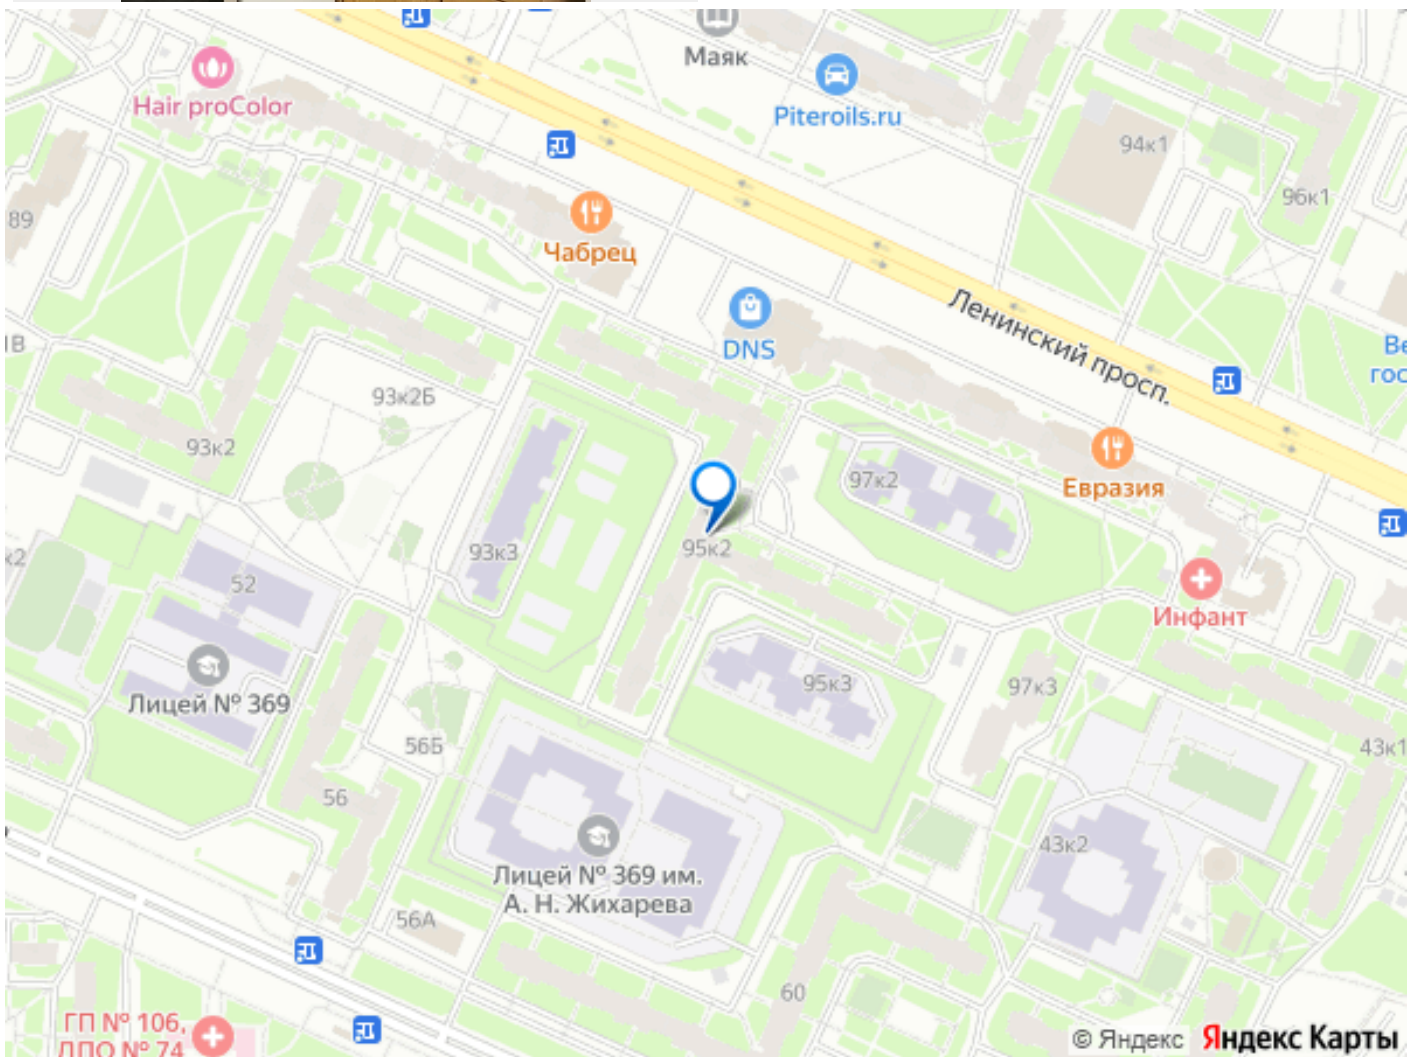 Маяк
Hair proColor
Piteroils.ru
94к1
96к1
89
Чабрец
Ленинский просп.
DNS
93к2Б
93к2
97к2
Евразия
95к2
93к3
52
Инфант
Лицей № 369
95к3
97к3
56Б
43к1
56
43к2
Лицей № 369 им.
А. Н. Жихарева
56А
60
ГП № 106,
ДПО № 74
© Яндекс Яндекс Карты